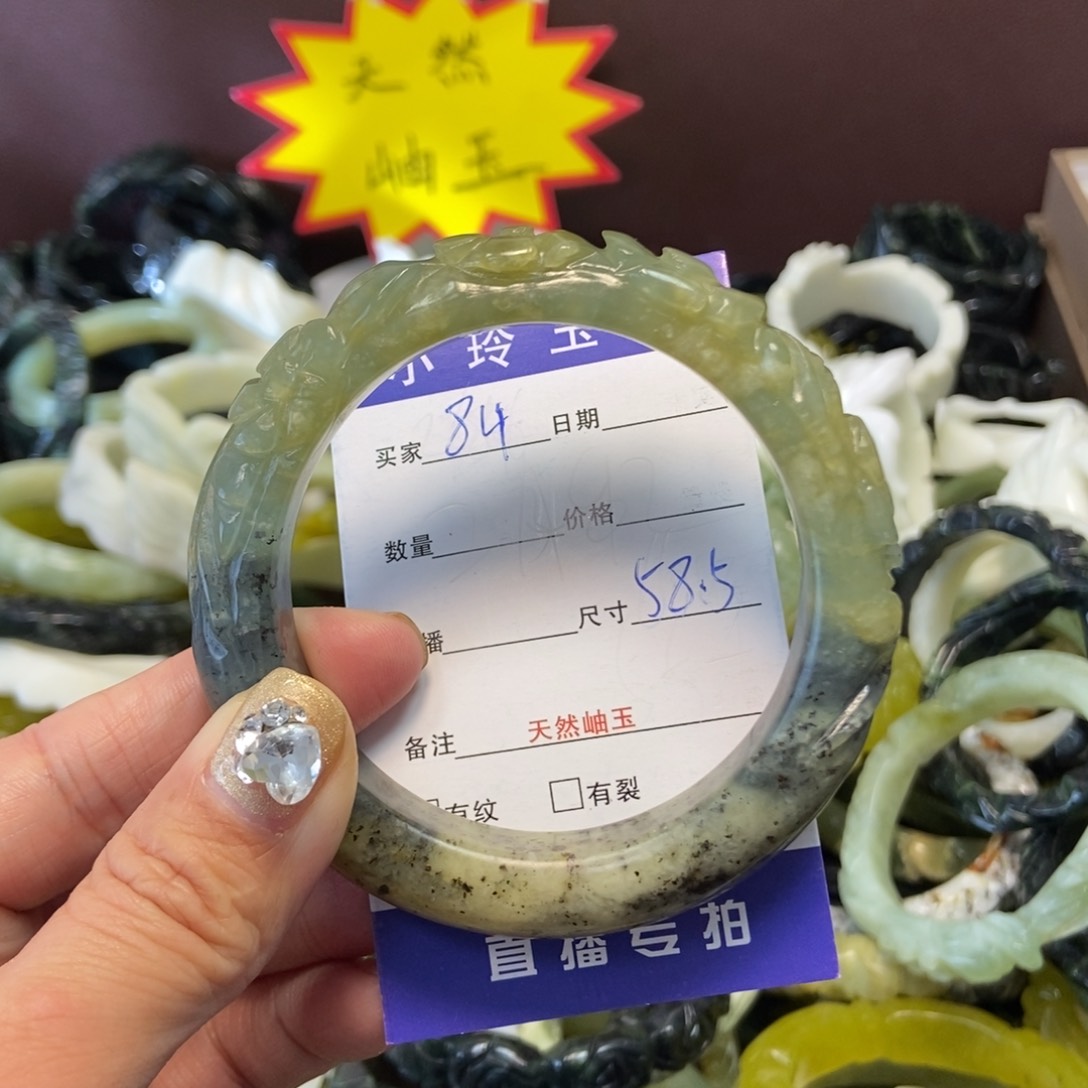 天然
岫玉
小玲玉
买家 84 日期
数量 价格
播 尺寸 58.5
备注 天然岫玉
有纹 □有裂
直播专拍